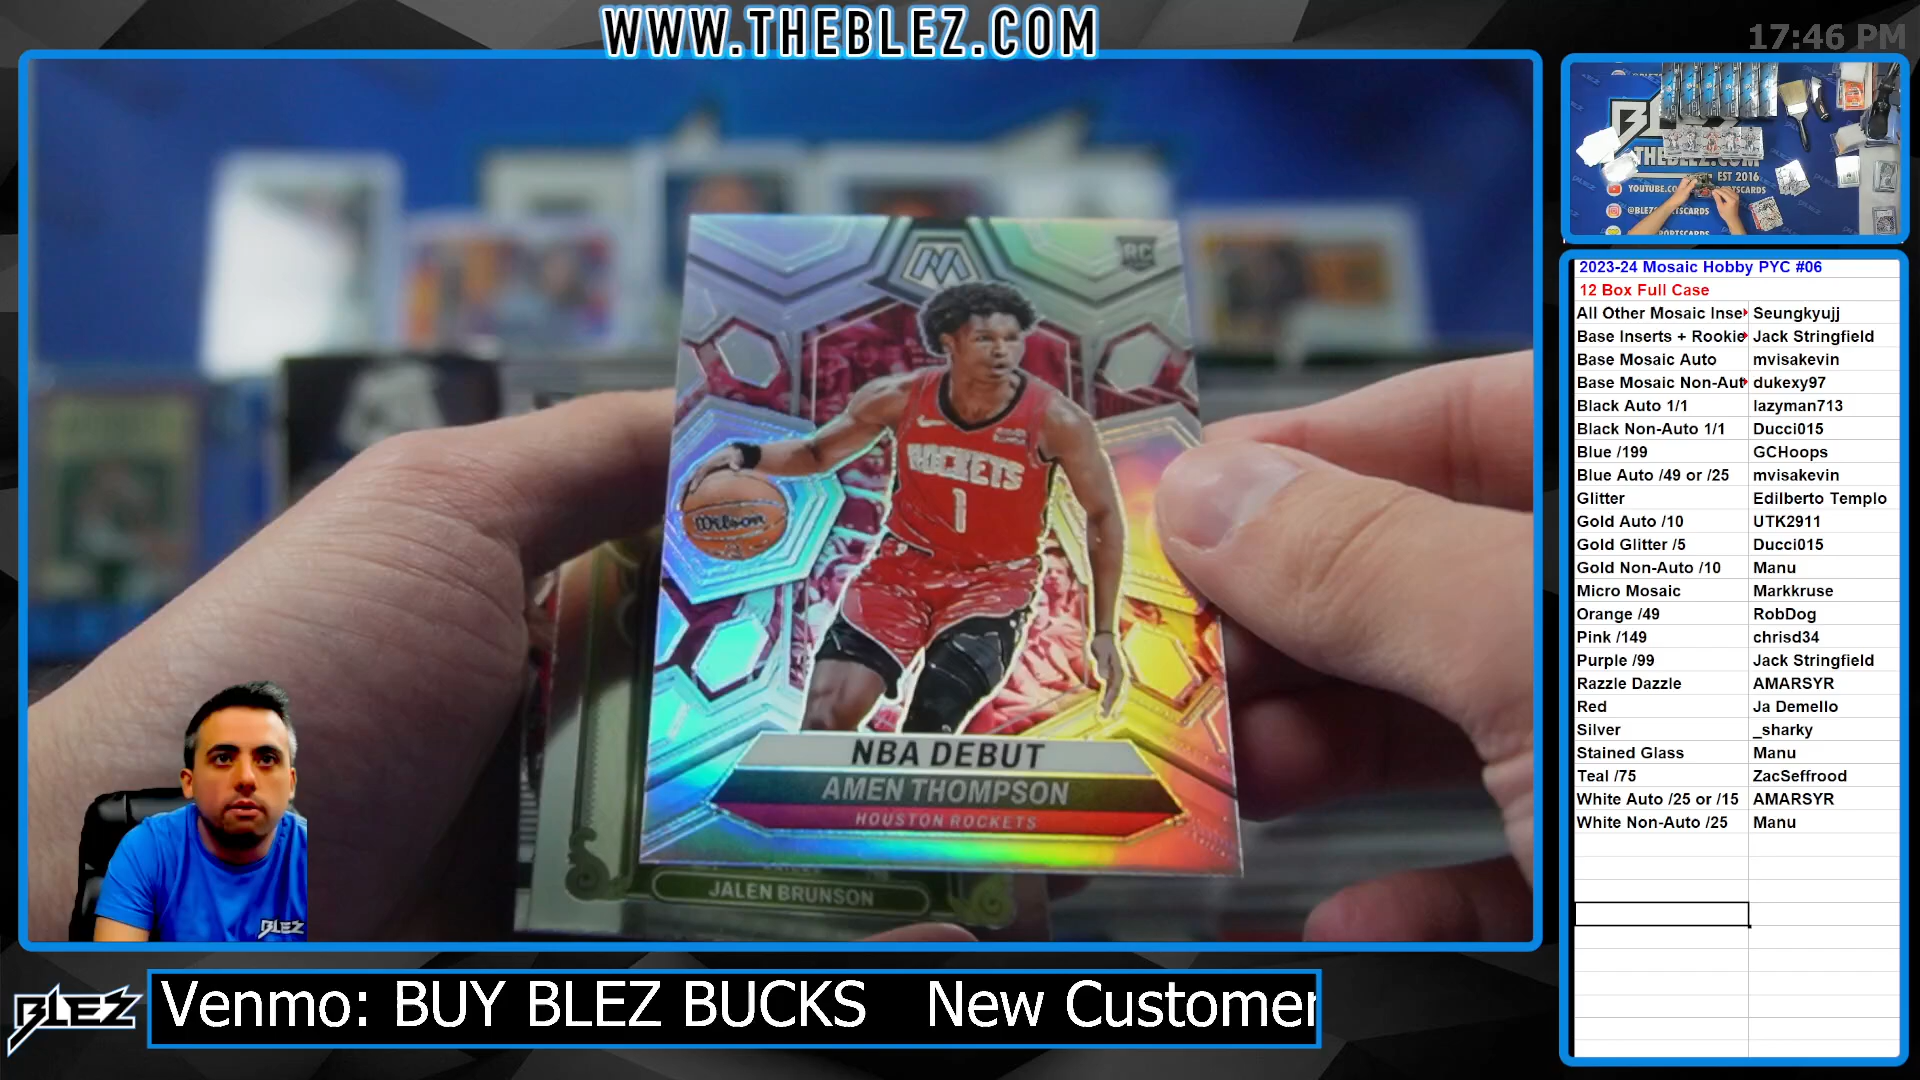 WWW.THEBLEZ.COM
17:46 PM
THEBLEZ.COM
EST 2016
@BLEZSPORTSCARDS
RC
ROCKETS
1
Wilson
NBA DEBUT
AMEN THOMPSON
HOUSTON ROCKETS
JALEN BRUNSON
BLEZ
2023-24 Mosaic Hobby PYC #06
12 Box Full Case
All Other Mosaic Inse Seungkyujj
Base Inserts + Rookie Jack Stringfield
Base Mosaic Auto mvisakevin
Base Mosaic Non-Aut dukexy97
Black Auto 1/1 lazyman713
Black Non-Auto 1/1 Ducci015
Blue /199 GCHoops
Blue Auto /49 or /25 mvisakevin
Glitter Edilberto Templo
Gold Auto /10 UTK2911
Gold Glitter /5 Ducci015
Gold Non-Auto /10 Manu
Micro Mosaic Markkruse
Orange /49 RobDog
Pink /149 chrisd34
Purple /99 Jack Stringfield
Razzle Dazzle AMARSYR
Red Ja Demello
Silver _sharky
Stained Glass Manu
Teal /75 ZacSeffrood
White Auto /25 or /15 AMARSYR
White Non-Auto /25 Manu
BLEZ
Venmo: BUY BLEZ BUCKS New Customer